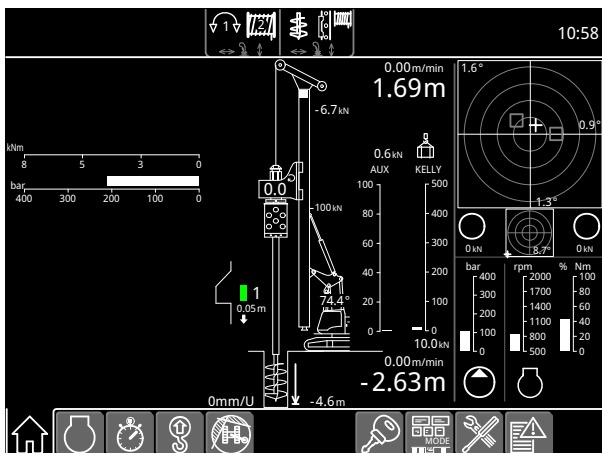 1
2
10:58
0.00m/min
1.69m
1.6°
-6.7kN
0.9°
kNm
8 5 3 0
0.6kN
AUX KELLY
bar
400 300 200 100 0
0.0
100 500
80 400
100kN
60 300
1.3°
40 200
0kN 8.7° 0kN
20 100
0 0
74.4°
1
0.05m
10.0kN
bar rpm % Nm
400 2000 100
300 1700 80
200 1400 60
1100 40
100 800 20
0 500 0
0.00m/min
-2.63m
0mm/U
-4.6m
MODE